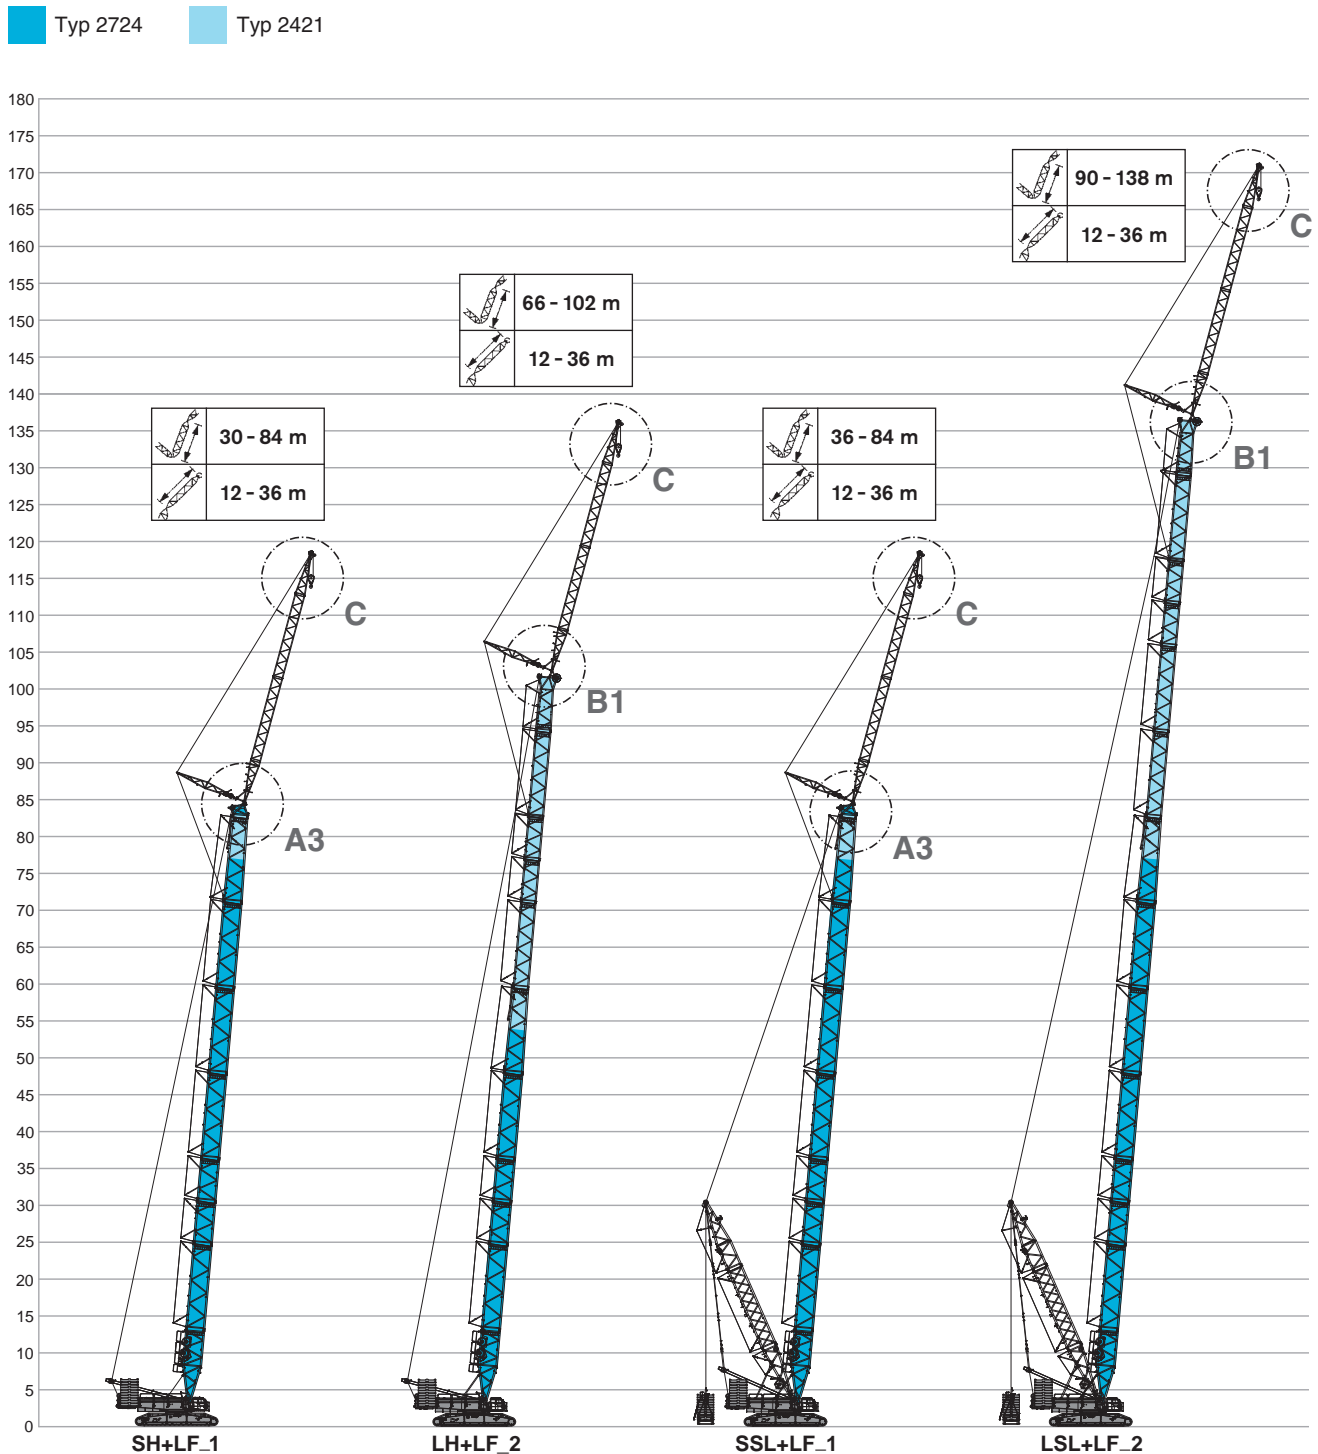 Typ 2724
Typ 2421
180
175
170
165
160
155
150
145
140
135
130
125
120
115
110
105
100
95
90
85
80
75
70
65
60
55
50
45
40
35
30
25
20
15
10
5
0
30 - 84 m
12 - 36 m
C
A3
SH+LF_1
66 - 102 m
12 - 36 m
C
B1
LH+LF_2
36 - 84 m
12 - 36 m
C
A3
SSL+LF_1
90 - 138 m
12 - 36 m
C
B1
LSL+LF_2